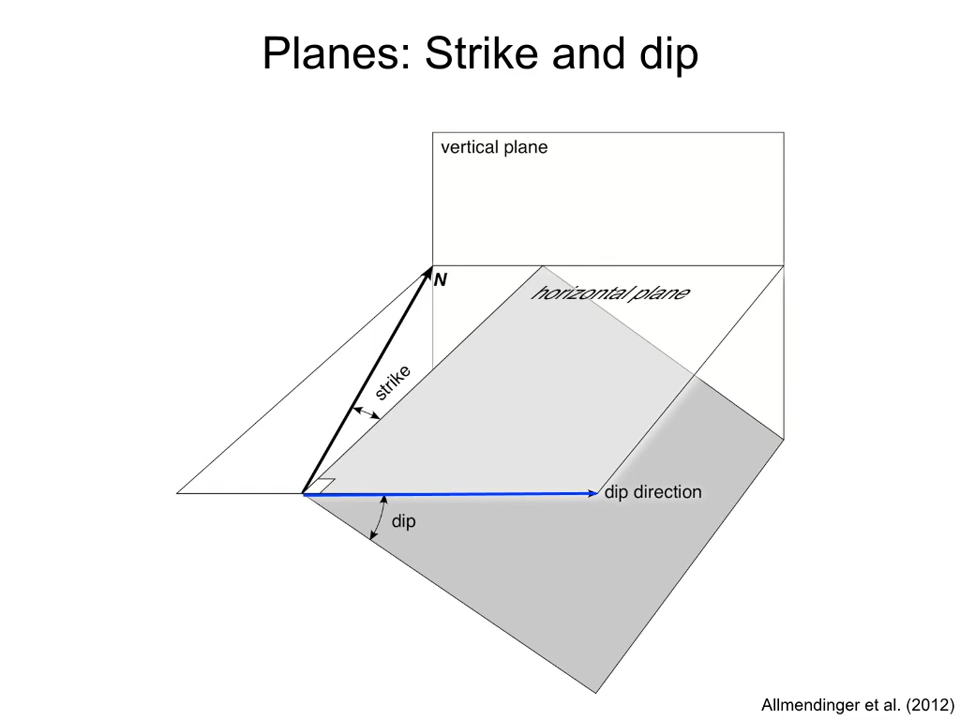 Planes: Strike and dip
vertical plane
N
horizontal plane
strike
dip direction
dip
Allmendinger et al. (2012)